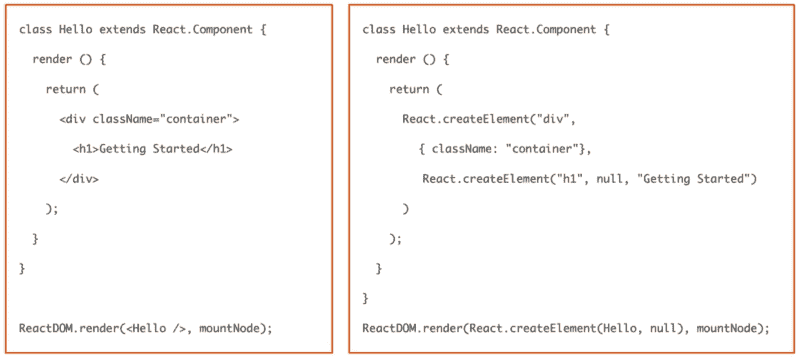 class Hello extends React.Component {
render () {
return (
<div className="container">
<h1>Getting Started</h1>
</div>
);
}
}
ReactDOM.render(<Hello />, mountNode);
class Hello extends React.Component {
render () {
return (
React.createElement("div",
{ className: "container"},
React.createElement("h1", null, "Getting Started")
)
);
}
}
ReactDOM.render(React.createElement(Hello, null), mountNode);